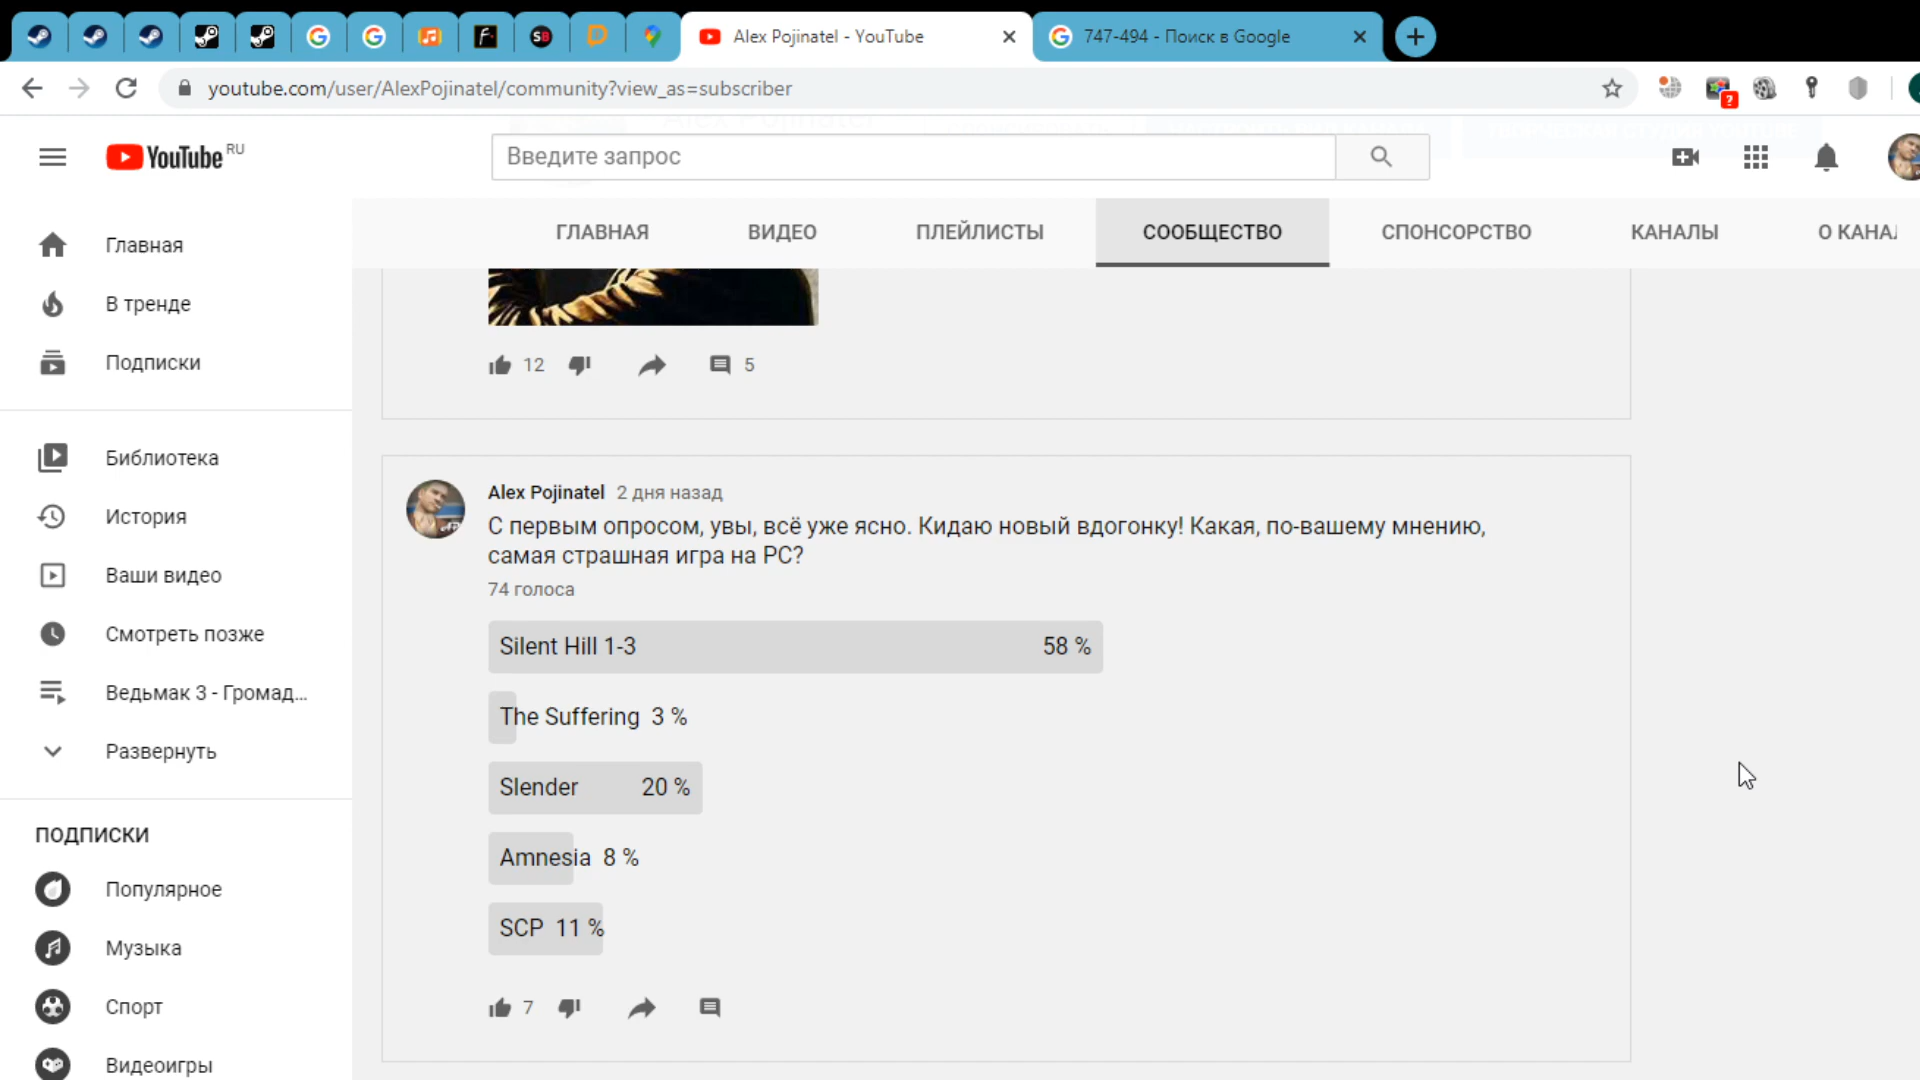 Alex Pojinatel - YouTube
747-494 - Поиск в Google
youtube.com/user/AlexPojinatel/community?view_as=subscriber
YouTube RU
Введите запрос
ГЛАВНАЯ
ВИДЕО
ПЛЕЙЛИСТЫ
СООБЩЕСТВО
СПОНСОРСТВО
КАНАЛЫ
О КАНАЛ
Главная
В тренде
Подписки
Библиотека
История
Ваши видео
Смотреть позже
Ведьмак 3 - Громад...
Развернуть
ПОДПИСКИ
Популярное
Музыка
Спорт
Видеоигры
12
5
Alex Pojinatel 2 дня назад
С первым опросом, увы, всё уже ясно. Кидаю новый вдогонку! Какая, по-вашему мнению,
самая страшная игра на PC?
74 голоса
Silent Hill 1-3 58 %
The Suffering 3 %
Slender 20 %
Amnesia 8 %
SCP 11 %
7